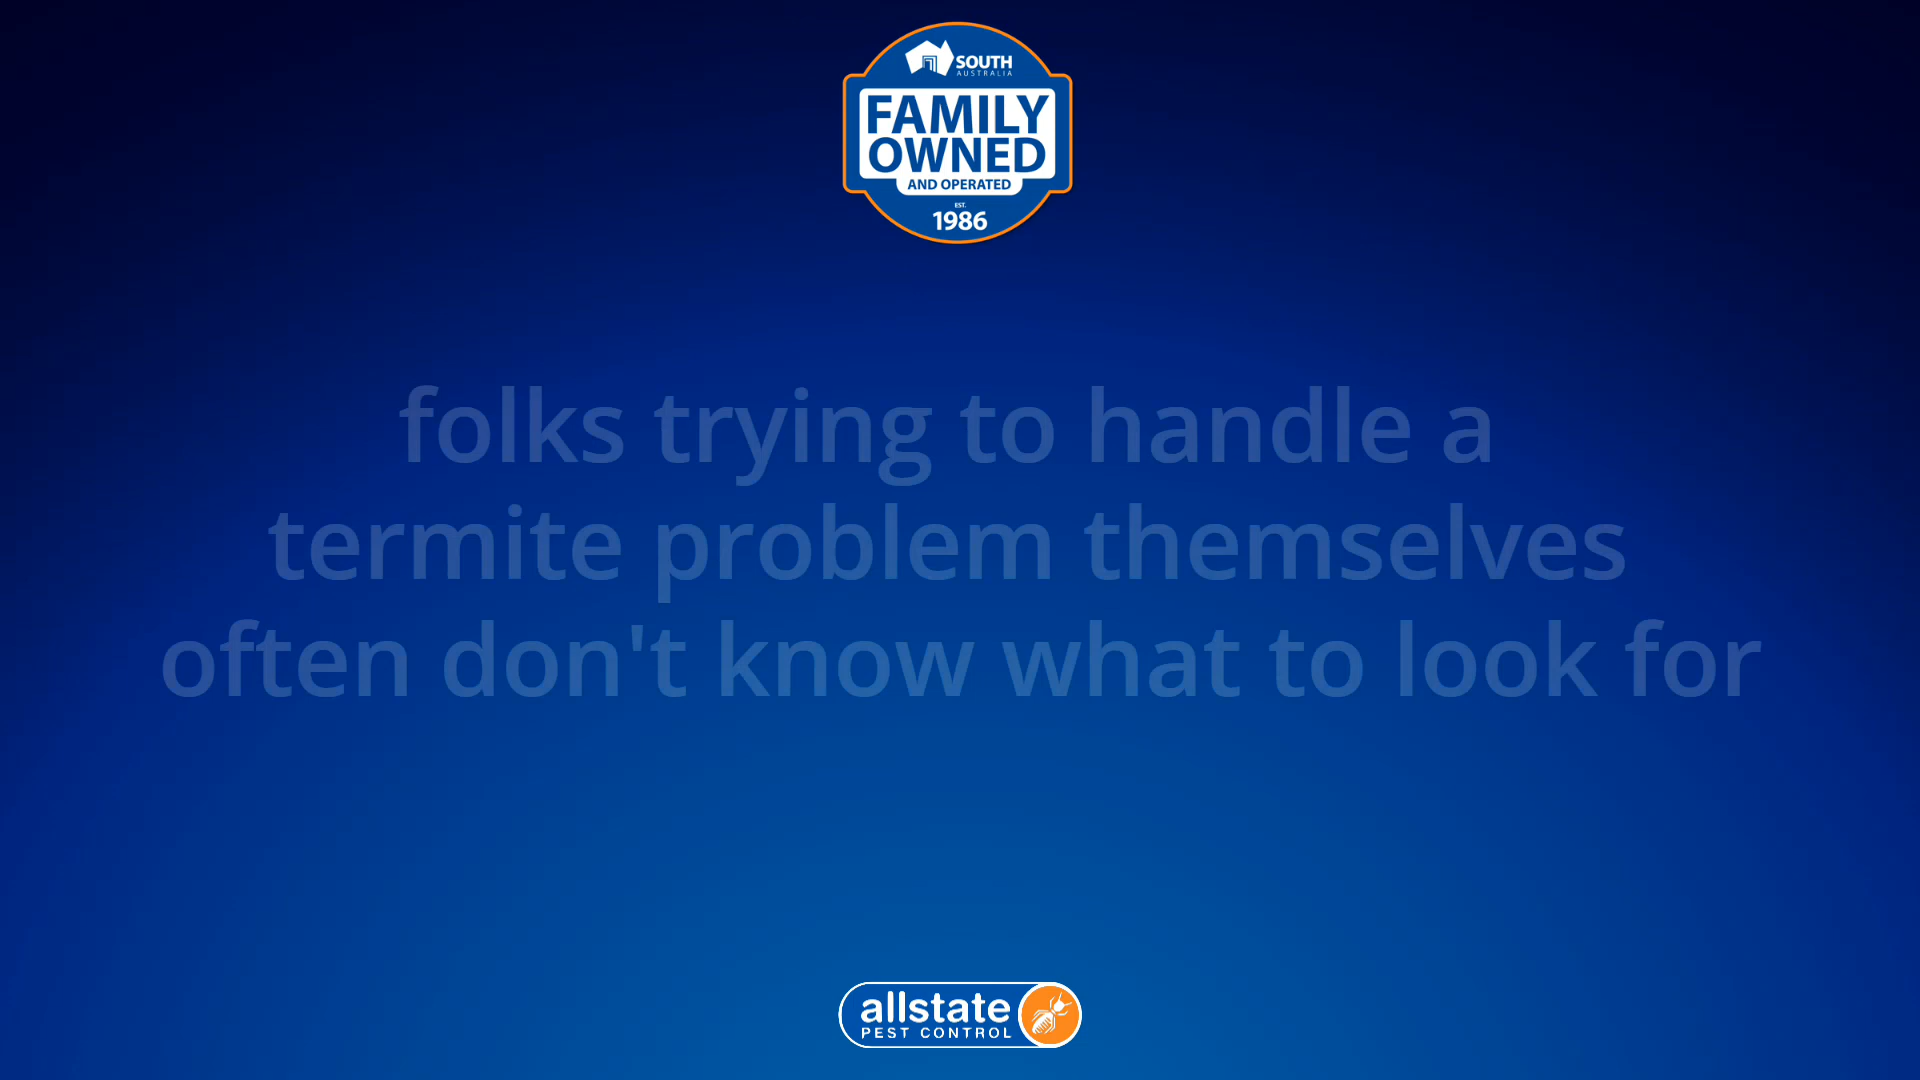 SOUTH
AUSTRALIA
FAMILY
OWNED
AND OPERATED
EST.
1986
folks trying to handle a
termite problem themselves
often don't know what to look for
allstate
PEST CONTROL